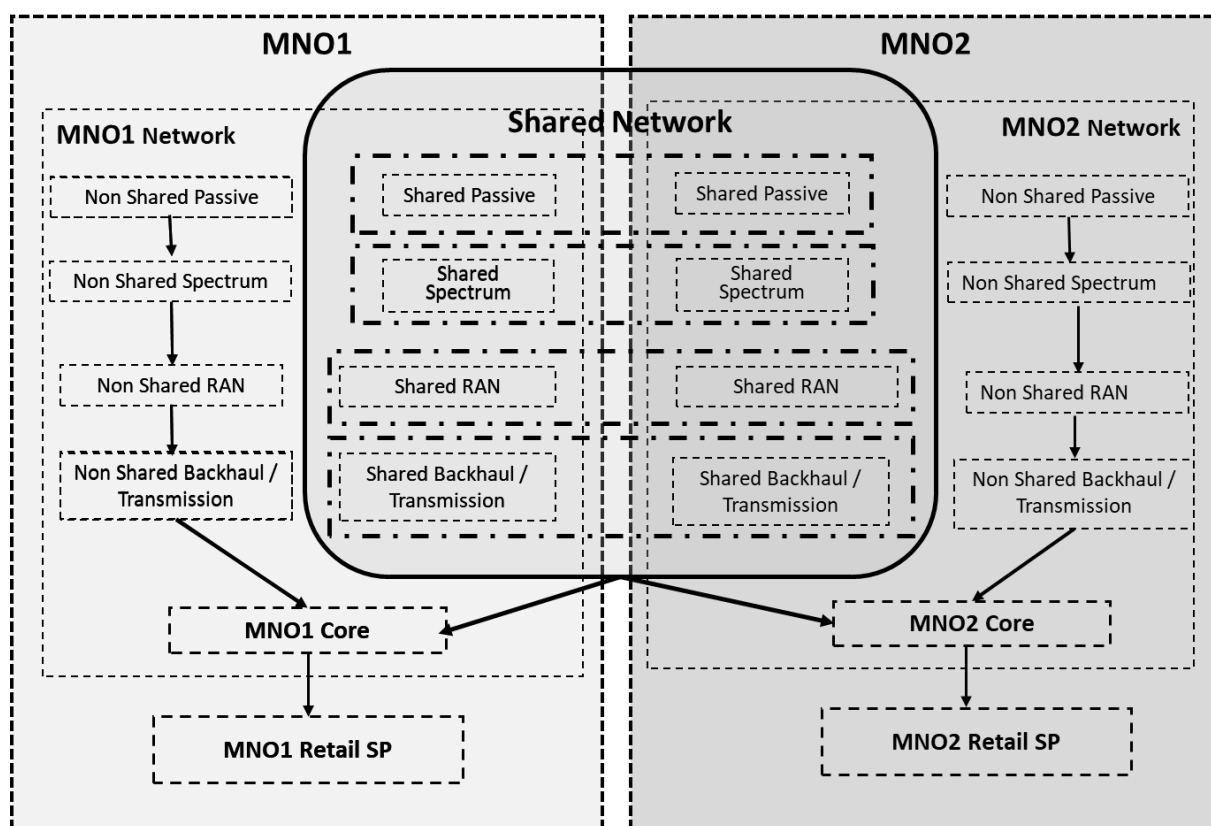 MNO1
MNO2
Shared Network
MNO1 Network
MNO2 Network
Non Shared Passive
Shared Passive
Shared Passive
Non Shared Passive
Non Shared Spectrum
Shared
Spectrum
Shared
Spectrum
Non Shared Spectrum
Non Shared RAN
Shared RAN
Shared RAN
Non Shared RAN
Non Shared Backhaul /
Transmission
Shared Backhaul /
Transmission
Shared Backhaul /
Transmission
Non Shared Backhaul /
Transmission
MNO1 Core
MNO2 Core
MNO1 Retail SP
MNO2 Retail SP